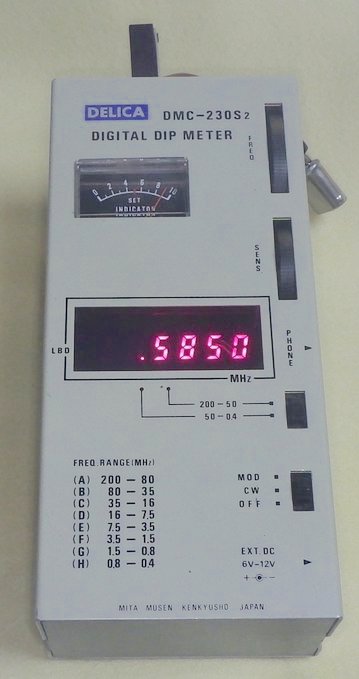 DELICA DMC-230S2
DIGITAL DIP METER
FREQ
0 2 4 6 8 10
SET
INDICATOR
SENS
.5850
LBD
PHONE
MHz
200-50
50-0.4
FREQ. RANGE (MHz)
(A) 200-80
(B) 80-35
(C) 35-16
(D) 16-7.5
(E) 7.5-3.5
(F) 3.5-1.5
(G) 1.5-0.8
(H) 0.8-0.4
MOD
CW
OFF
EXT. DC
6V-12V
+ -
MITA MUSEN KENKYUSHO JAPAN